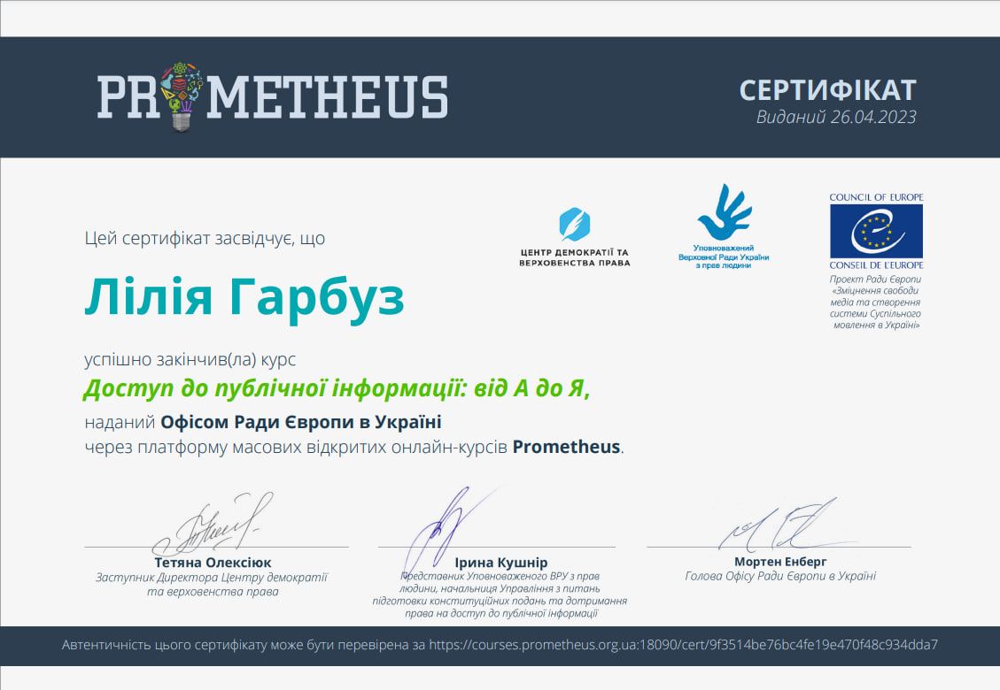 PROMETHEUS
СЕРТИФІКАТ
Виданий 26.04.2023
ЦЕНТР ДЕМОКРАТІЇ ТА
ВЕРХОВЕНСТВА ПРАВА
Уповноважений
Верховної Ради України
з прав людини
COUNCIL OF EUROPE
CONSEIL DE L'EUROPE
Проект Ради Європи
«Зміцнення свободи
медіа та створення
системи Суспільного
мовлення в Україні»
Цей сертифікат засвідчує, що
Лілія Гарбуз
успішно закінчив(ла) курс
Доступ до публічної інформації: від А до Я,
наданий Офісом Ради Європи в Україні
через платформу масових відкритих онлайн-курсів Prometheus.
Тетяна Олексіюк
Заступник Директора Центру демократії
та верховенства права
Ірина Кушнір
Представник Уповноваженого ВРУ з прав
людини, начальниця Управління з питань
підготовки конституційних подань та дотримання
права на доступ до публічної інформації
Мортен Енберг
Голова Офісу Ради Європи в Україні
Автентичність цього сертифікату може бути перевірена за https://courses.prometheus.org.ua:18090/cert/9f3514be76bc4fe19e470f48c934dda7